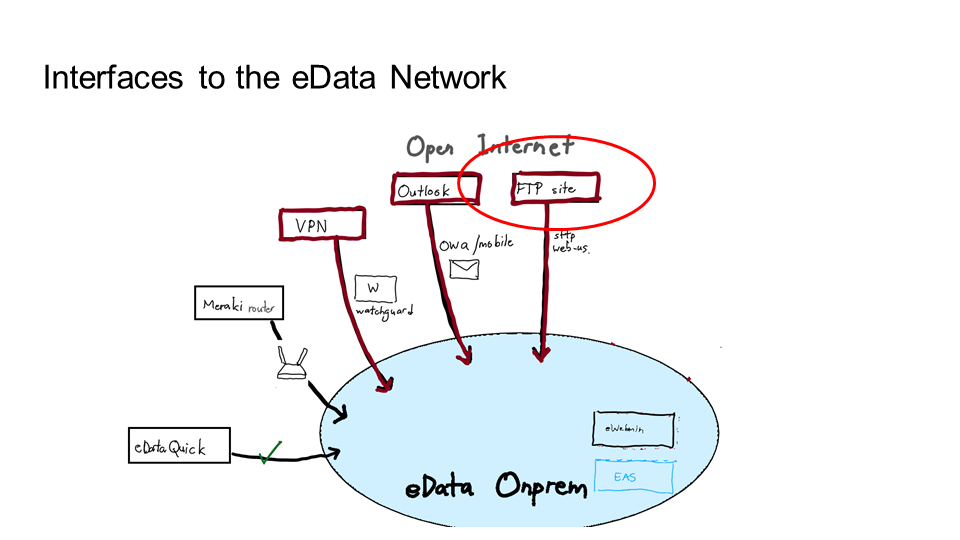 Interfaces to the eData Network
Open Internet
Outlook
FTP site
VPN
owa/mobile
sftp
web-us.
W
watchguard
Meraki router
eDataQuick
EAS
eData Onprem